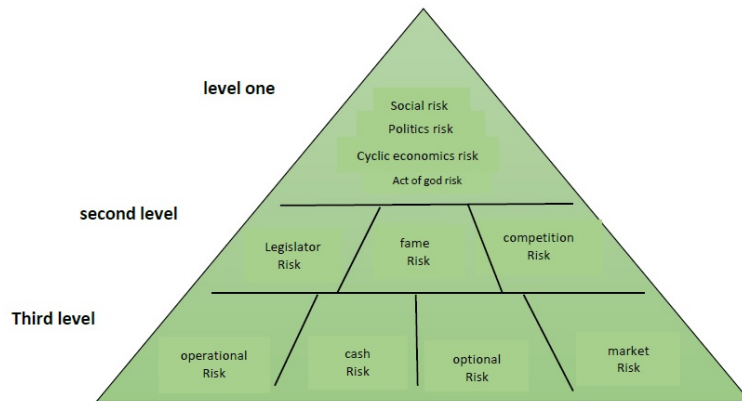 level one
Social risk
Politics risk
Cyclic economics risk
Act of god risk
second level
Legislator
Risk
fame
Risk
competition
Risk
Third level
operational
Risk
cash
Risk
optional
Risk
market
Risk